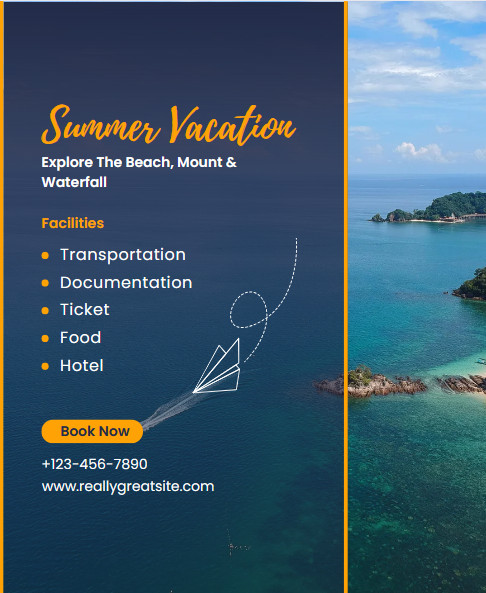 Summer Vacation
Explore The Beach, Mount &
Waterfall
Facilities
Transportation
Documentation
Ticket
Food
Hotel
Book Now
+123-456-7890
www.reallygreatsite.com